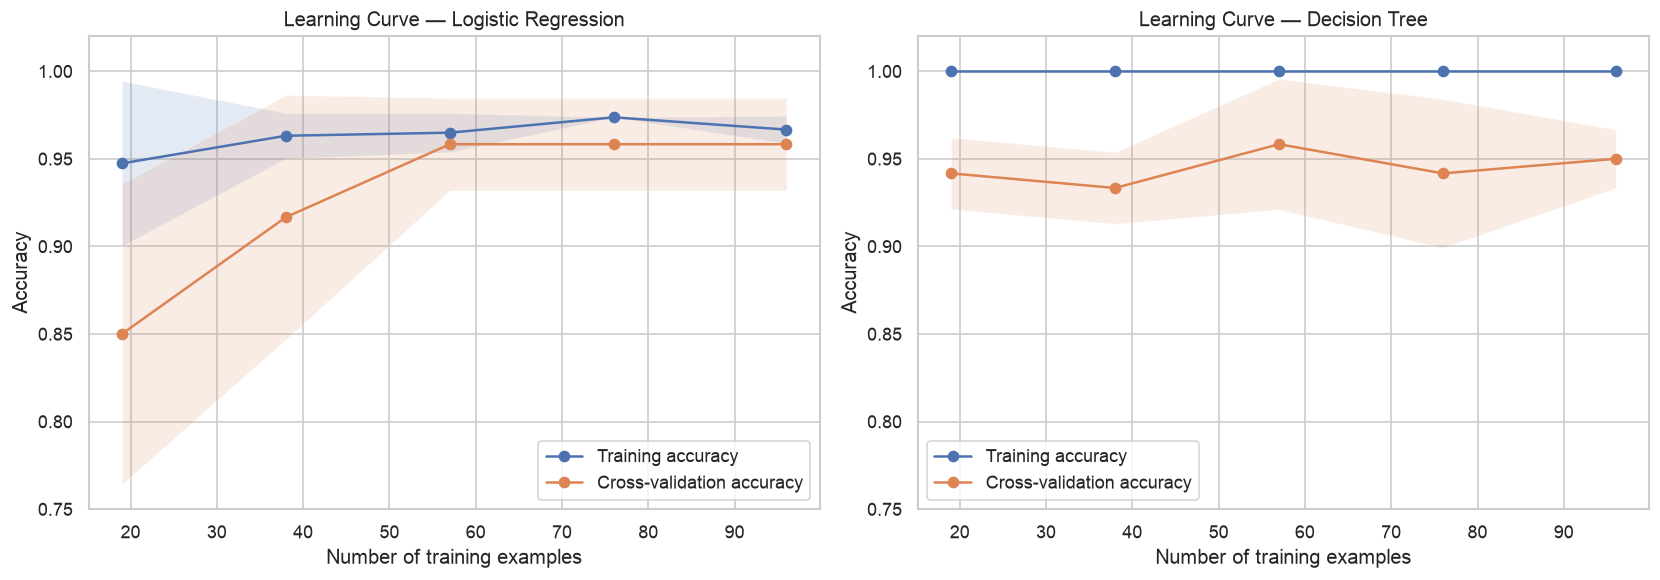 Learning Curve — Logistic Regression
Accuracy
1.00
0.95
0.90
0.85
0.80
0.75
20 30 40 50 60 70 80 90
Number of training examples
Training accuracy
Cross-validation accuracy
Learning Curve — Decision Tree
Accuracy
1.00
0.95
0.90
0.85
0.80
0.75
20 30 40 50 60 70 80 90
Number of training examples
Training accuracy
Cross-validation accuracy